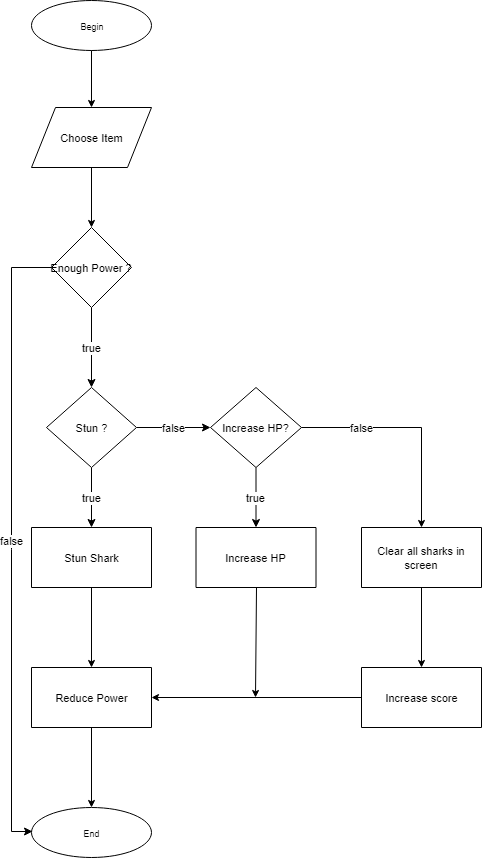 Begin
Choose Item
Enough Power ?
true
Stun ?
false
Increase HP?
false
true
true
false
Stun Shark
Increase HP
Clear all sharks in
screen
Reduce Power
Increase score
End